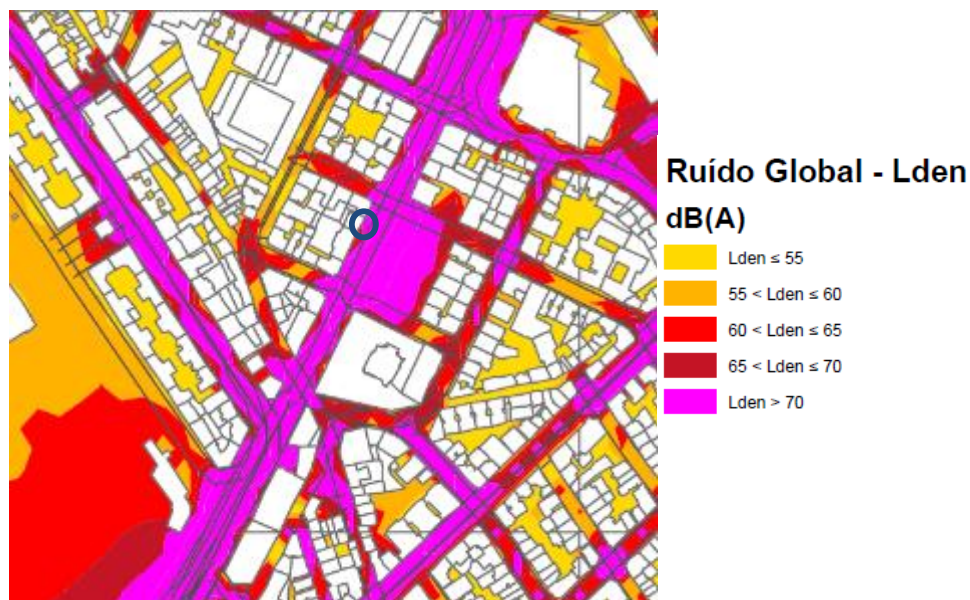 Ruído Global - Lden
dB(A)
Lden ≤ 55
55 < Lden ≤ 60
60 < Lden ≤ 65
65 < Lden ≤ 70
Lden > 70